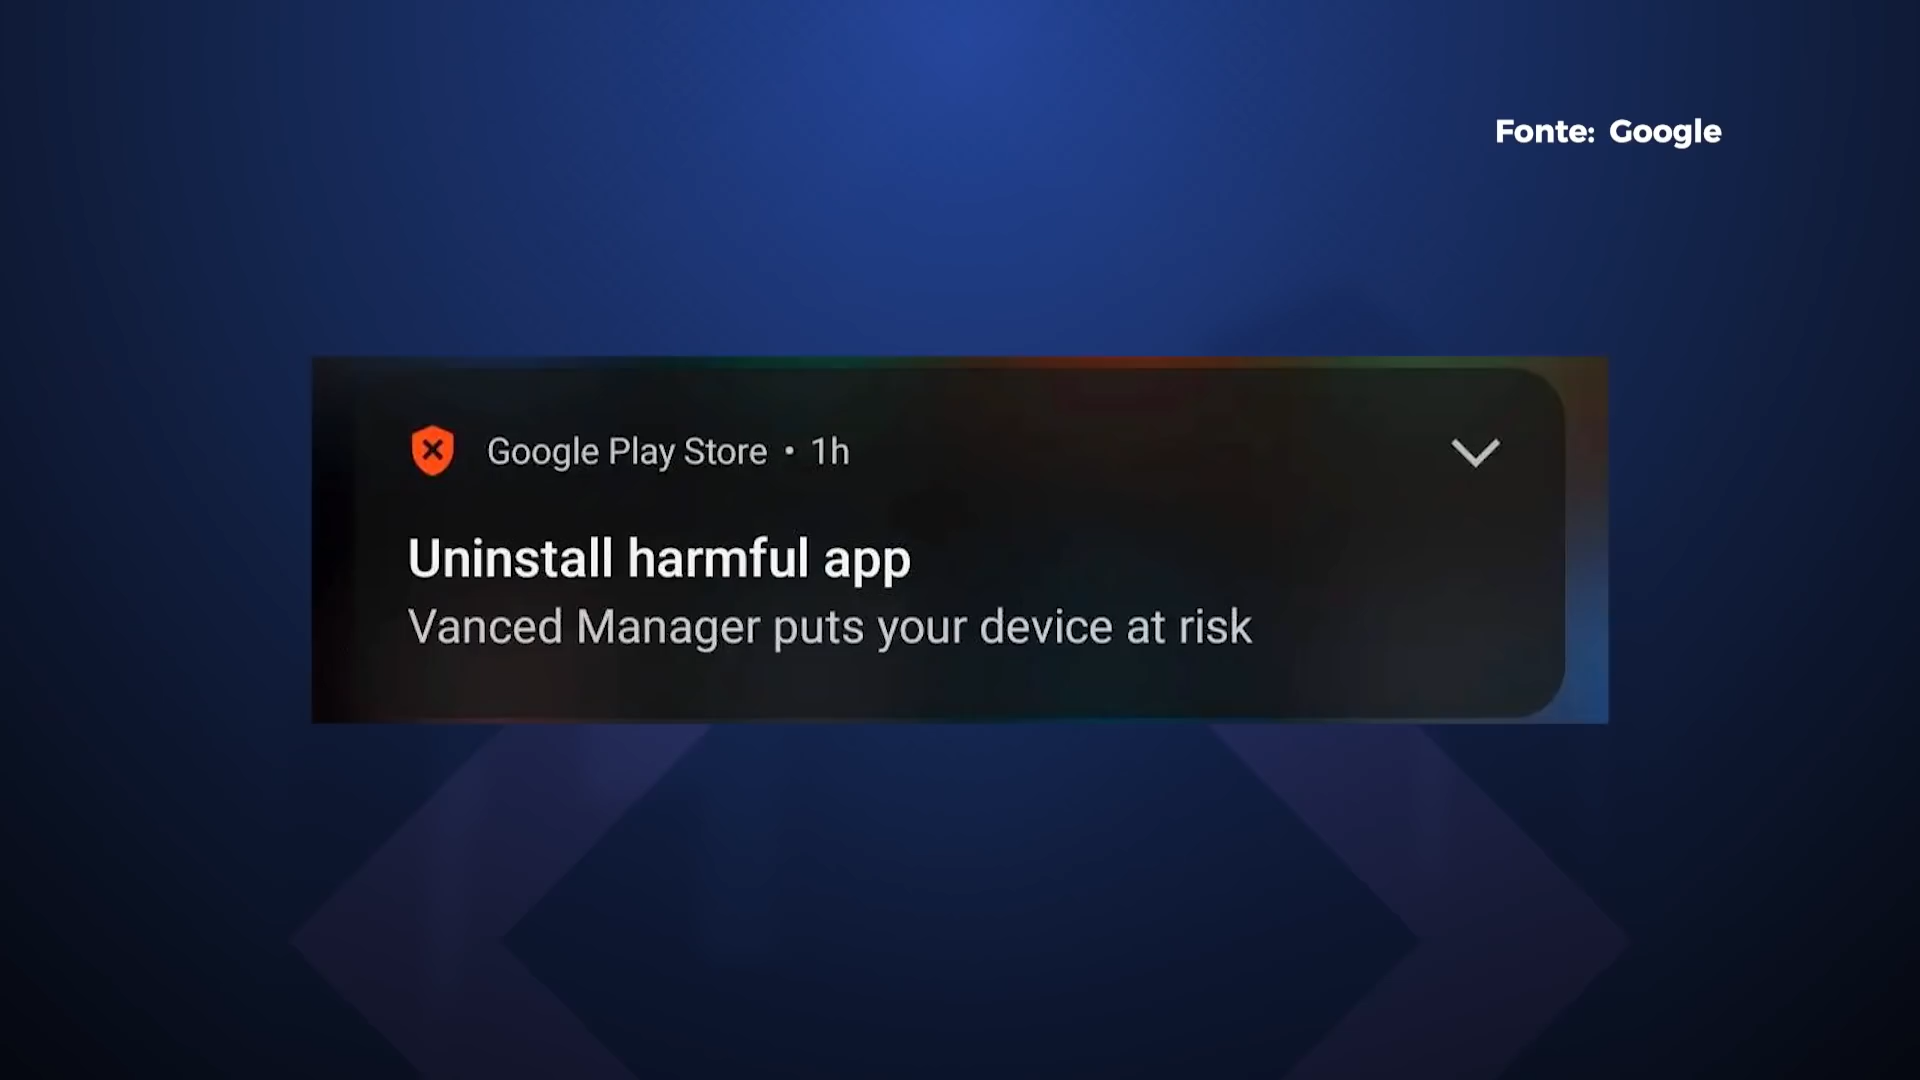 Fonte: Google
Google Play Store • 1h
Uninstall harmful app
Vanced Manager puts your device at risk